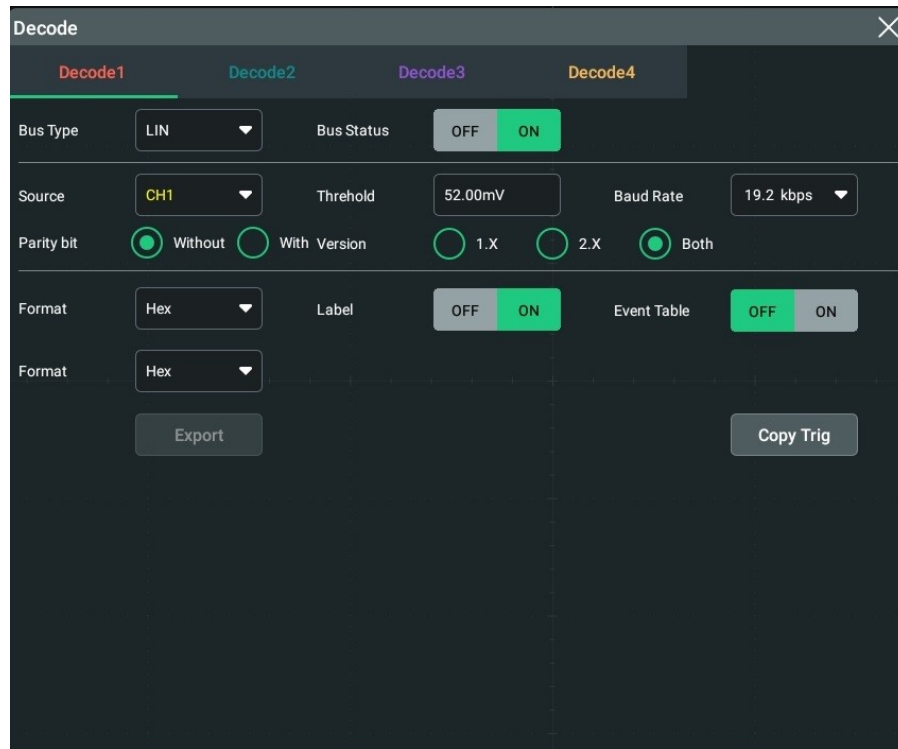 Decode
Decode1 Decode2 Decode3 Decode4
Bus Type LIN Bus Status OFF ON
Source CH1 Threhold 52.00mV Baud Rate 19.2 kbps
Parity bit Without With Version 1.X 2.X Both
Format Hex Label OFF ON Event Table OFF ON
Format Hex
Export Copy Trig